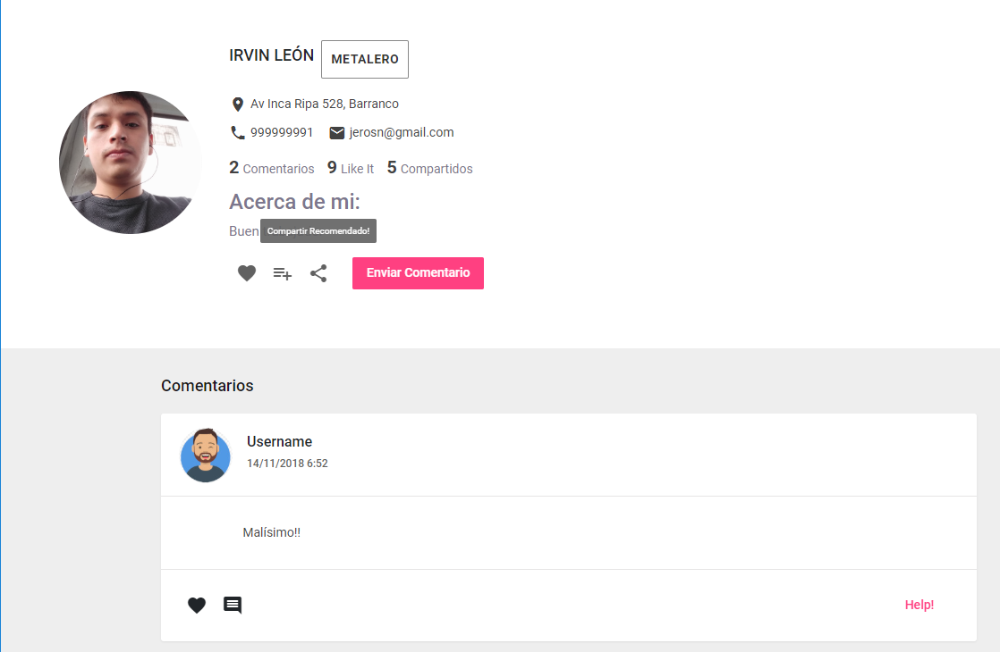 IRVIN LEÓN METALERO
Av Inca Ripa 528, Barranco
999999991 jerosn@gmail.com
2 Comentarios 9 Like It 5 Compartidos
Acerca de mi:
Buen Compartir Recomendado!
Enviar Comentario
Comentarios
Username
14/11/2018 6:52
Malísimo!!
Help!